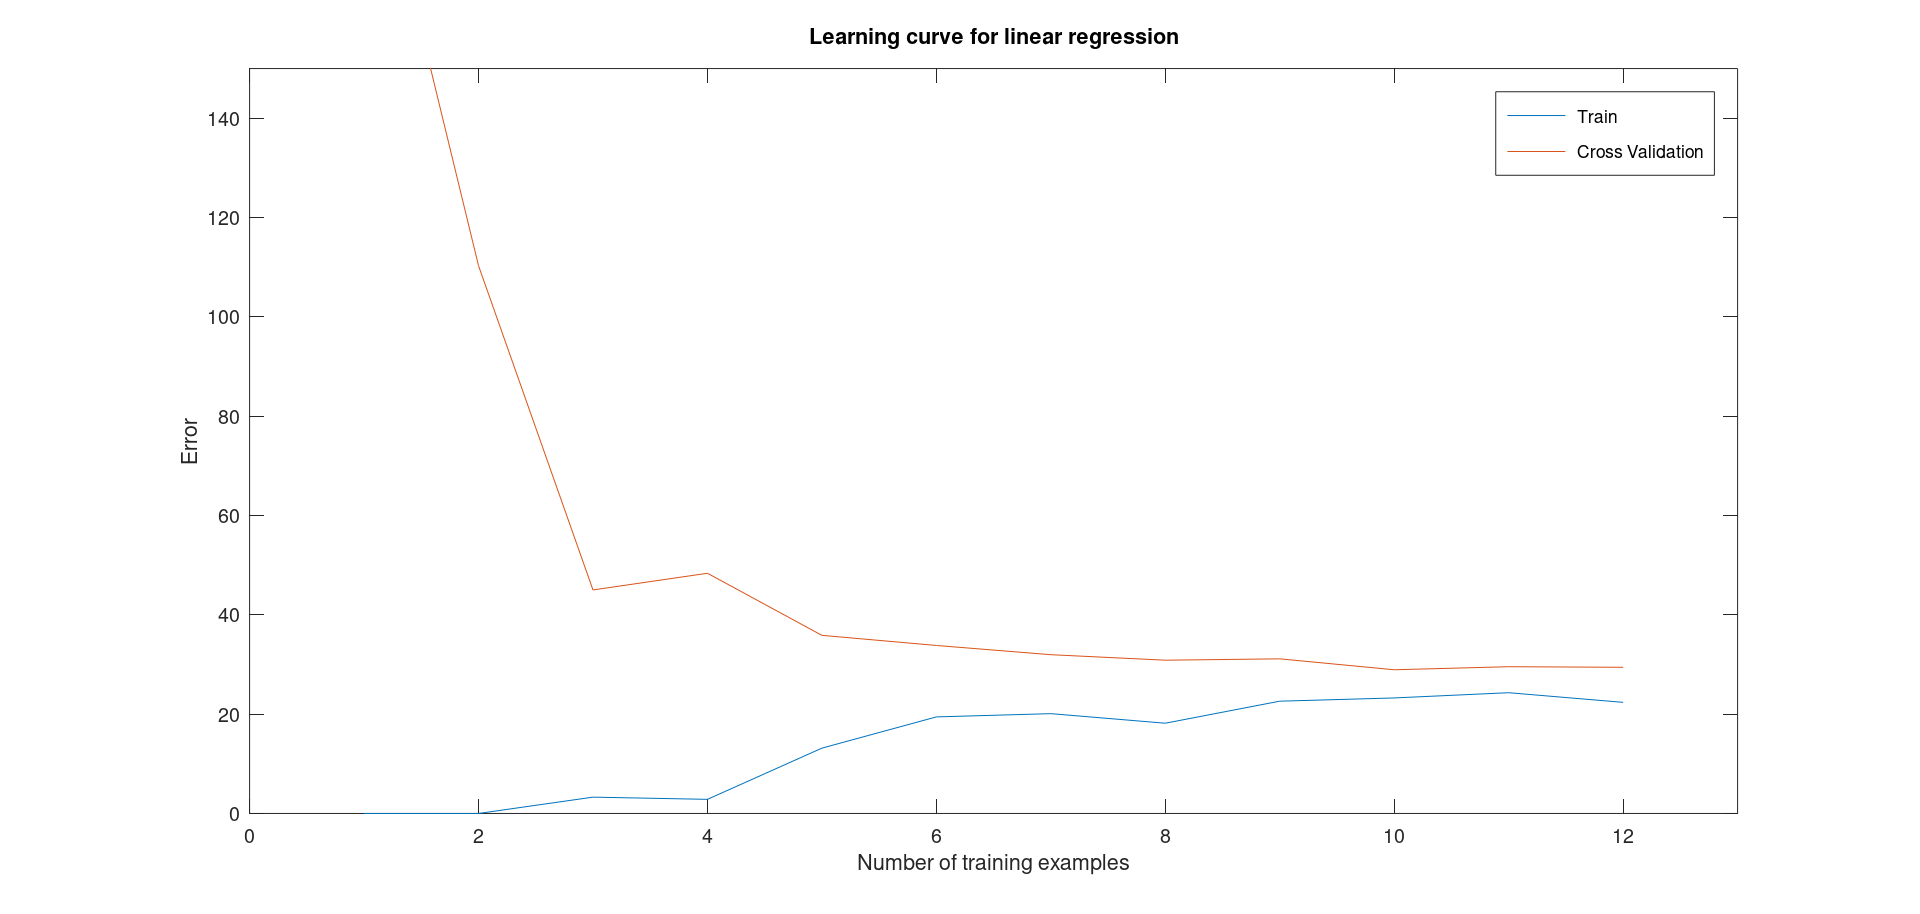 Learning curve for linear regression
Train
Cross Validation
140
120
100
80
60
40
20
0
Error
0 2 4 6 8 10 12
Number of training examples